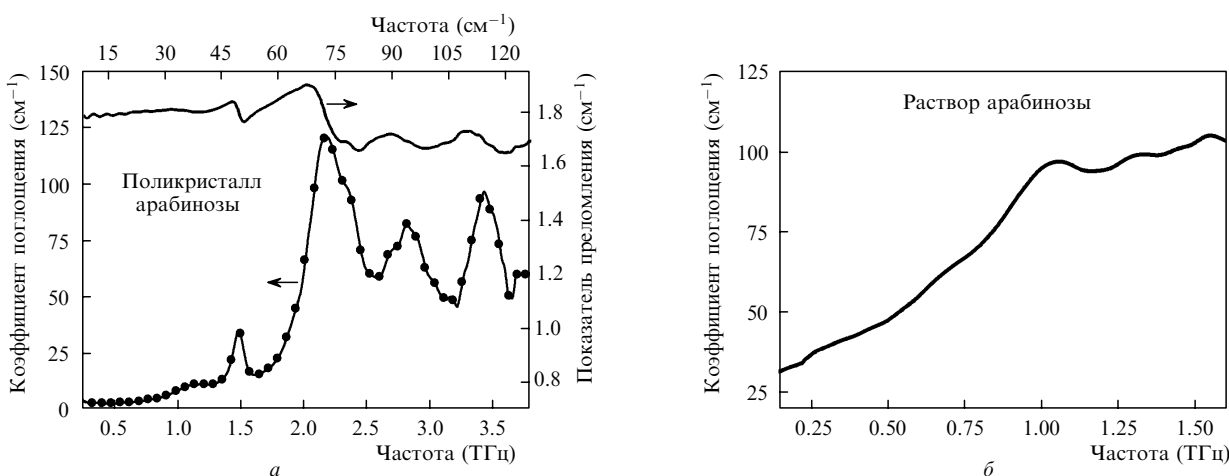 Частота (см⁻¹)
15 30 45 60 75 90 105 120
Коэффициент поглощения (см⁻¹)
150
125
100
75
50
25
0
Поликристалл
арабинозы
1.8
1.6
1.4
1.2
1.0
0.8
Показатель преломления (см⁻¹)
0.5 1.0 1.5 2.0 2.5 3.0 3.5
Частота (ТГц)
а
Коэффициент поглощения (см⁻¹)
125
100
75
50
25
Раствор арабинозы
0.25 0.50 0.75 1.00 1.25 1.50
Частота (ТГц)
б